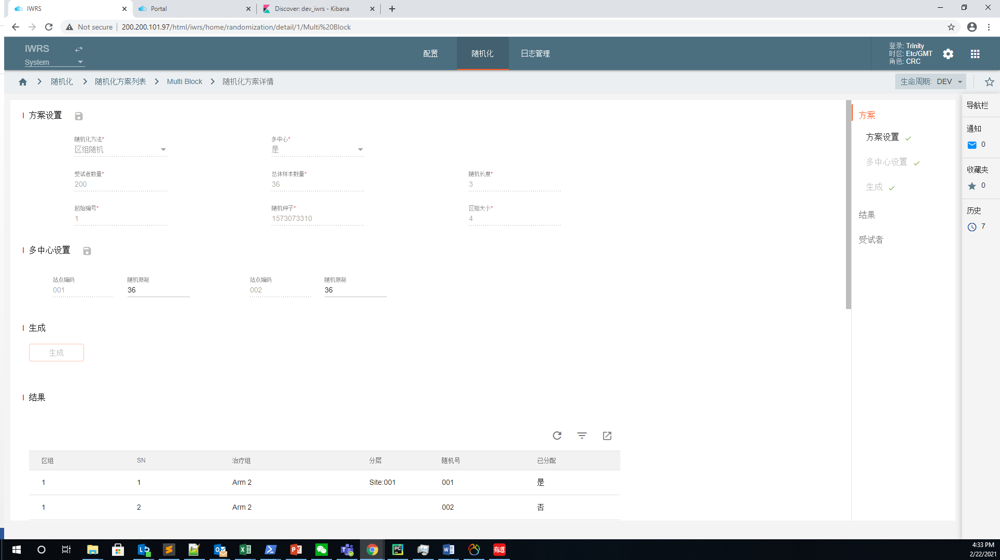 IWRS
Portal
Discover: dev_iwrs - Kibana
Not secure
200.200.101.97/html/iwrs/home/randomization/detail/1/Multi%20Block
IWRS
System
配置
随机化
日志管理
登录: Trinity
时区: Etc/GMT
角色: CRC
随机化
随机化方案列表
Multi Block
随机化方案详情
生命周期: DEV
方案设置
随机化方法*
区组随机
多中心*
是
受试者数量*
200
总体样本数量*
36
随机长度*
3
起始编号*
1
随机种子*
1573073310
区组大小*
4
多中心设置
站点编码
001
随机限制
36
站点编码
002
随机限制
36
生成
生成
结果
区组 SN 治疗组 分层 随机号 已分配
1 1 Arm 2 Site:001 001 是
1 2 Arm 2 002 否
方案
方案设置
多中心设置
生成
结果
受试者
导航栏
通知
0
收藏夹
0
历史
7
有道
4:33 PM
2/22/2021